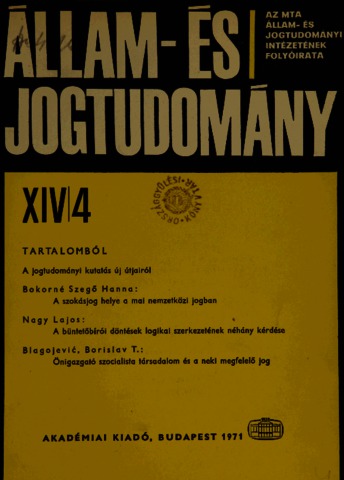 ÁLLAM- ÉS
JOGTUDOMÁNY
AZ MTA
ÁLLAM- ÉS
JOGTUDOMÁNYI
INTÉZETÉNEK
FOLYÓIRATA
XIV/4
ORSZÁGGYŰLÉSI KÖNYVTÁR
TARTALOMBÓL
A jogtudományi kutatás új útjairól
Bokorné Szegő Hanna:
A szokásjog helye a mai nemzetközi jogban
Nagy Lajos:
A büntetőbírói döntések logikai szerkezetének néhány kérdése
Blagojević, Borislav T.:
Önigazgató szocialista társadalom és a neki megfelelő jog
AKADÉMIAI KIADÓ, BUDAPEST 1971